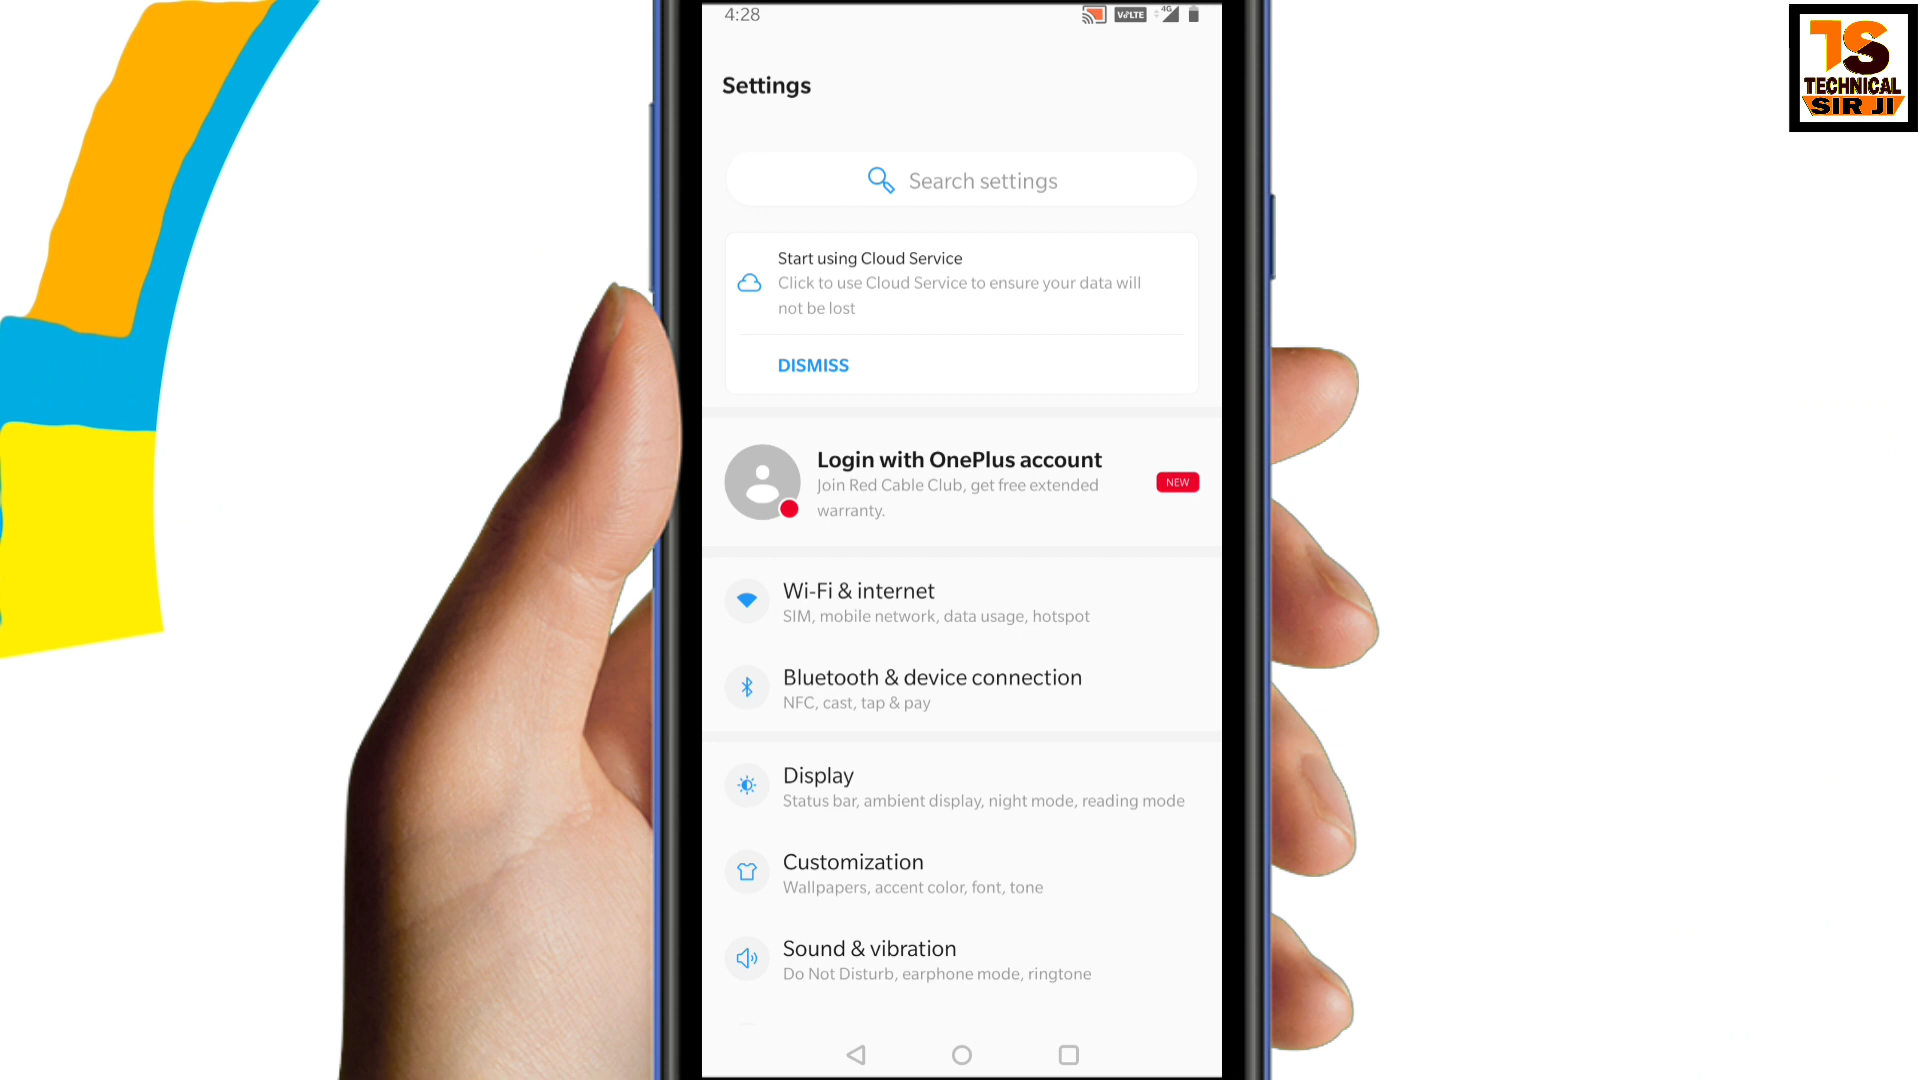 4:28
VoLTE
4G
TECHNICAL
SIR JI
Settings
Search settings
Start using Cloud Service
Click to use Cloud Service to ensure your data will
not be lost
DISMISS
Login with OnePlus account
Join Red Cable Club, get free extended
warranty.
NEW
Wi-Fi & internet
SIM, mobile network, data usage, hotspot
Bluetooth & device connection
NFC, cast, tap & pay
Display
Status bar, ambient display, night mode, reading mode
Customization
Wallpapers, accent color, font, tone
Sound & vibration
Do Not Disturb, earphone mode, ringtone